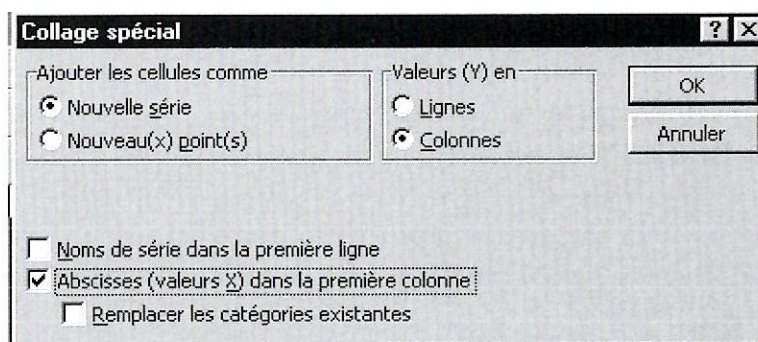 Collage spécial
Ajouter les cellules comme
Nouvelle série
Nouveau(x) point(s)
Valeurs (Y) en
Lignes
Colonnes
OK
Annuler
Noms de série dans la première ligne
Abscisses (valeurs X) dans la première colonne
Remplacer les catégories existantes